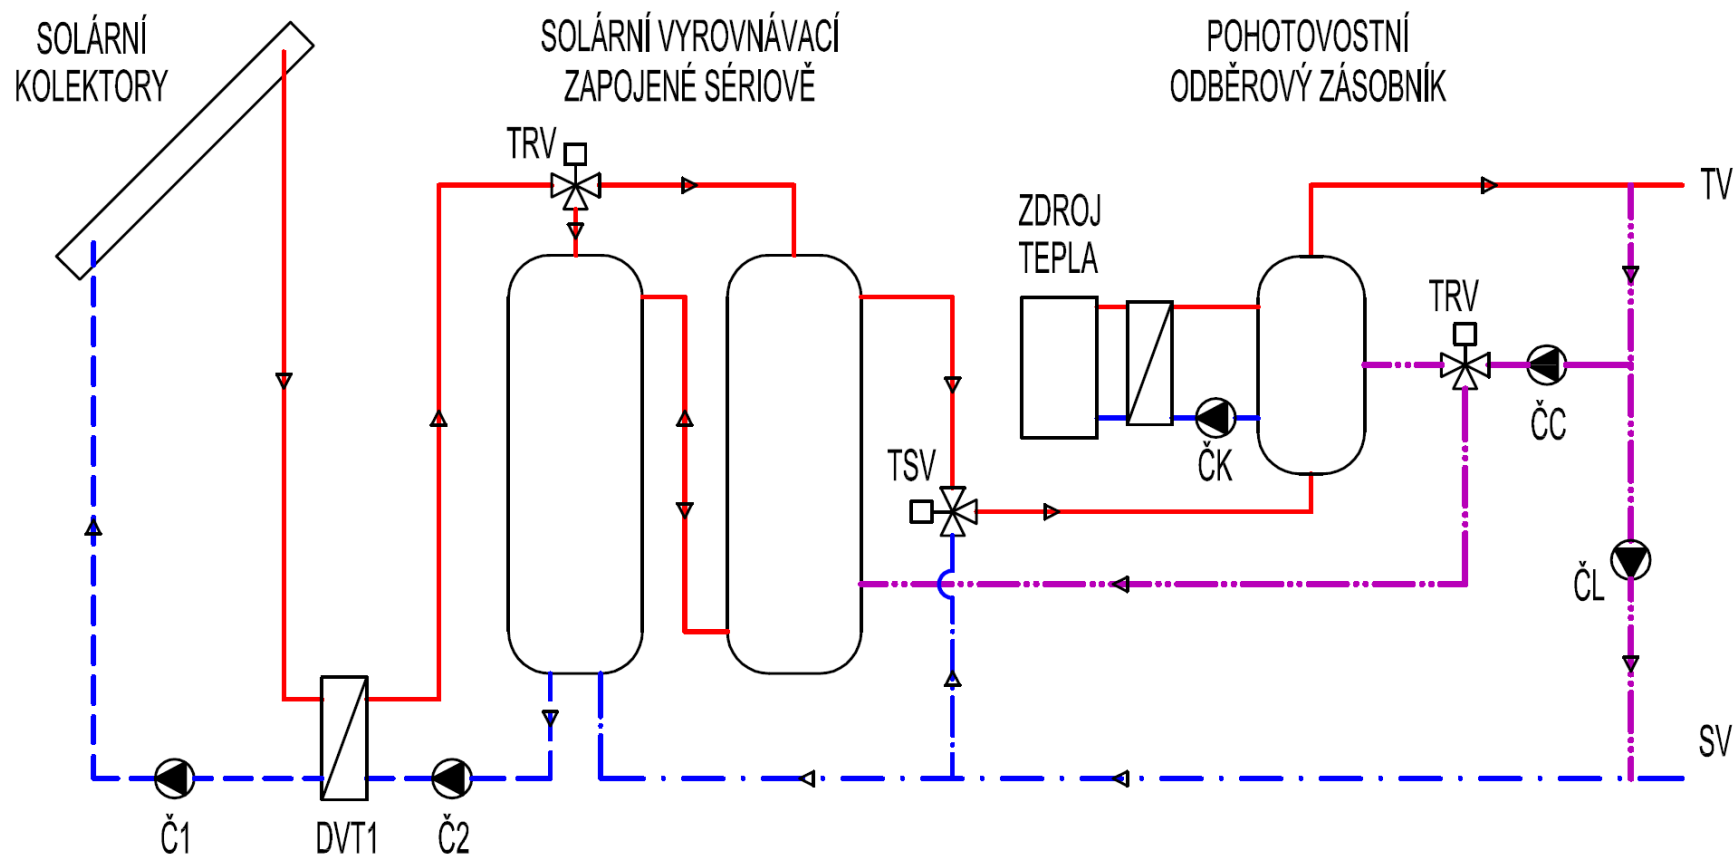 SOLÁRNÍ
KOLEKTORY
SOLÁRNÍ VYROVNÁVACÍ
ZAPOJENÉ SÉRIOVĚ
POHOTOVOSTNÍ
ODBĚROVÝ ZÁSOBNÍK
TRV
TV
ZDROJ
TEPLA
TRV
ČC
ČK
TSV
ČL
SV
Č1
DVT1
Č2